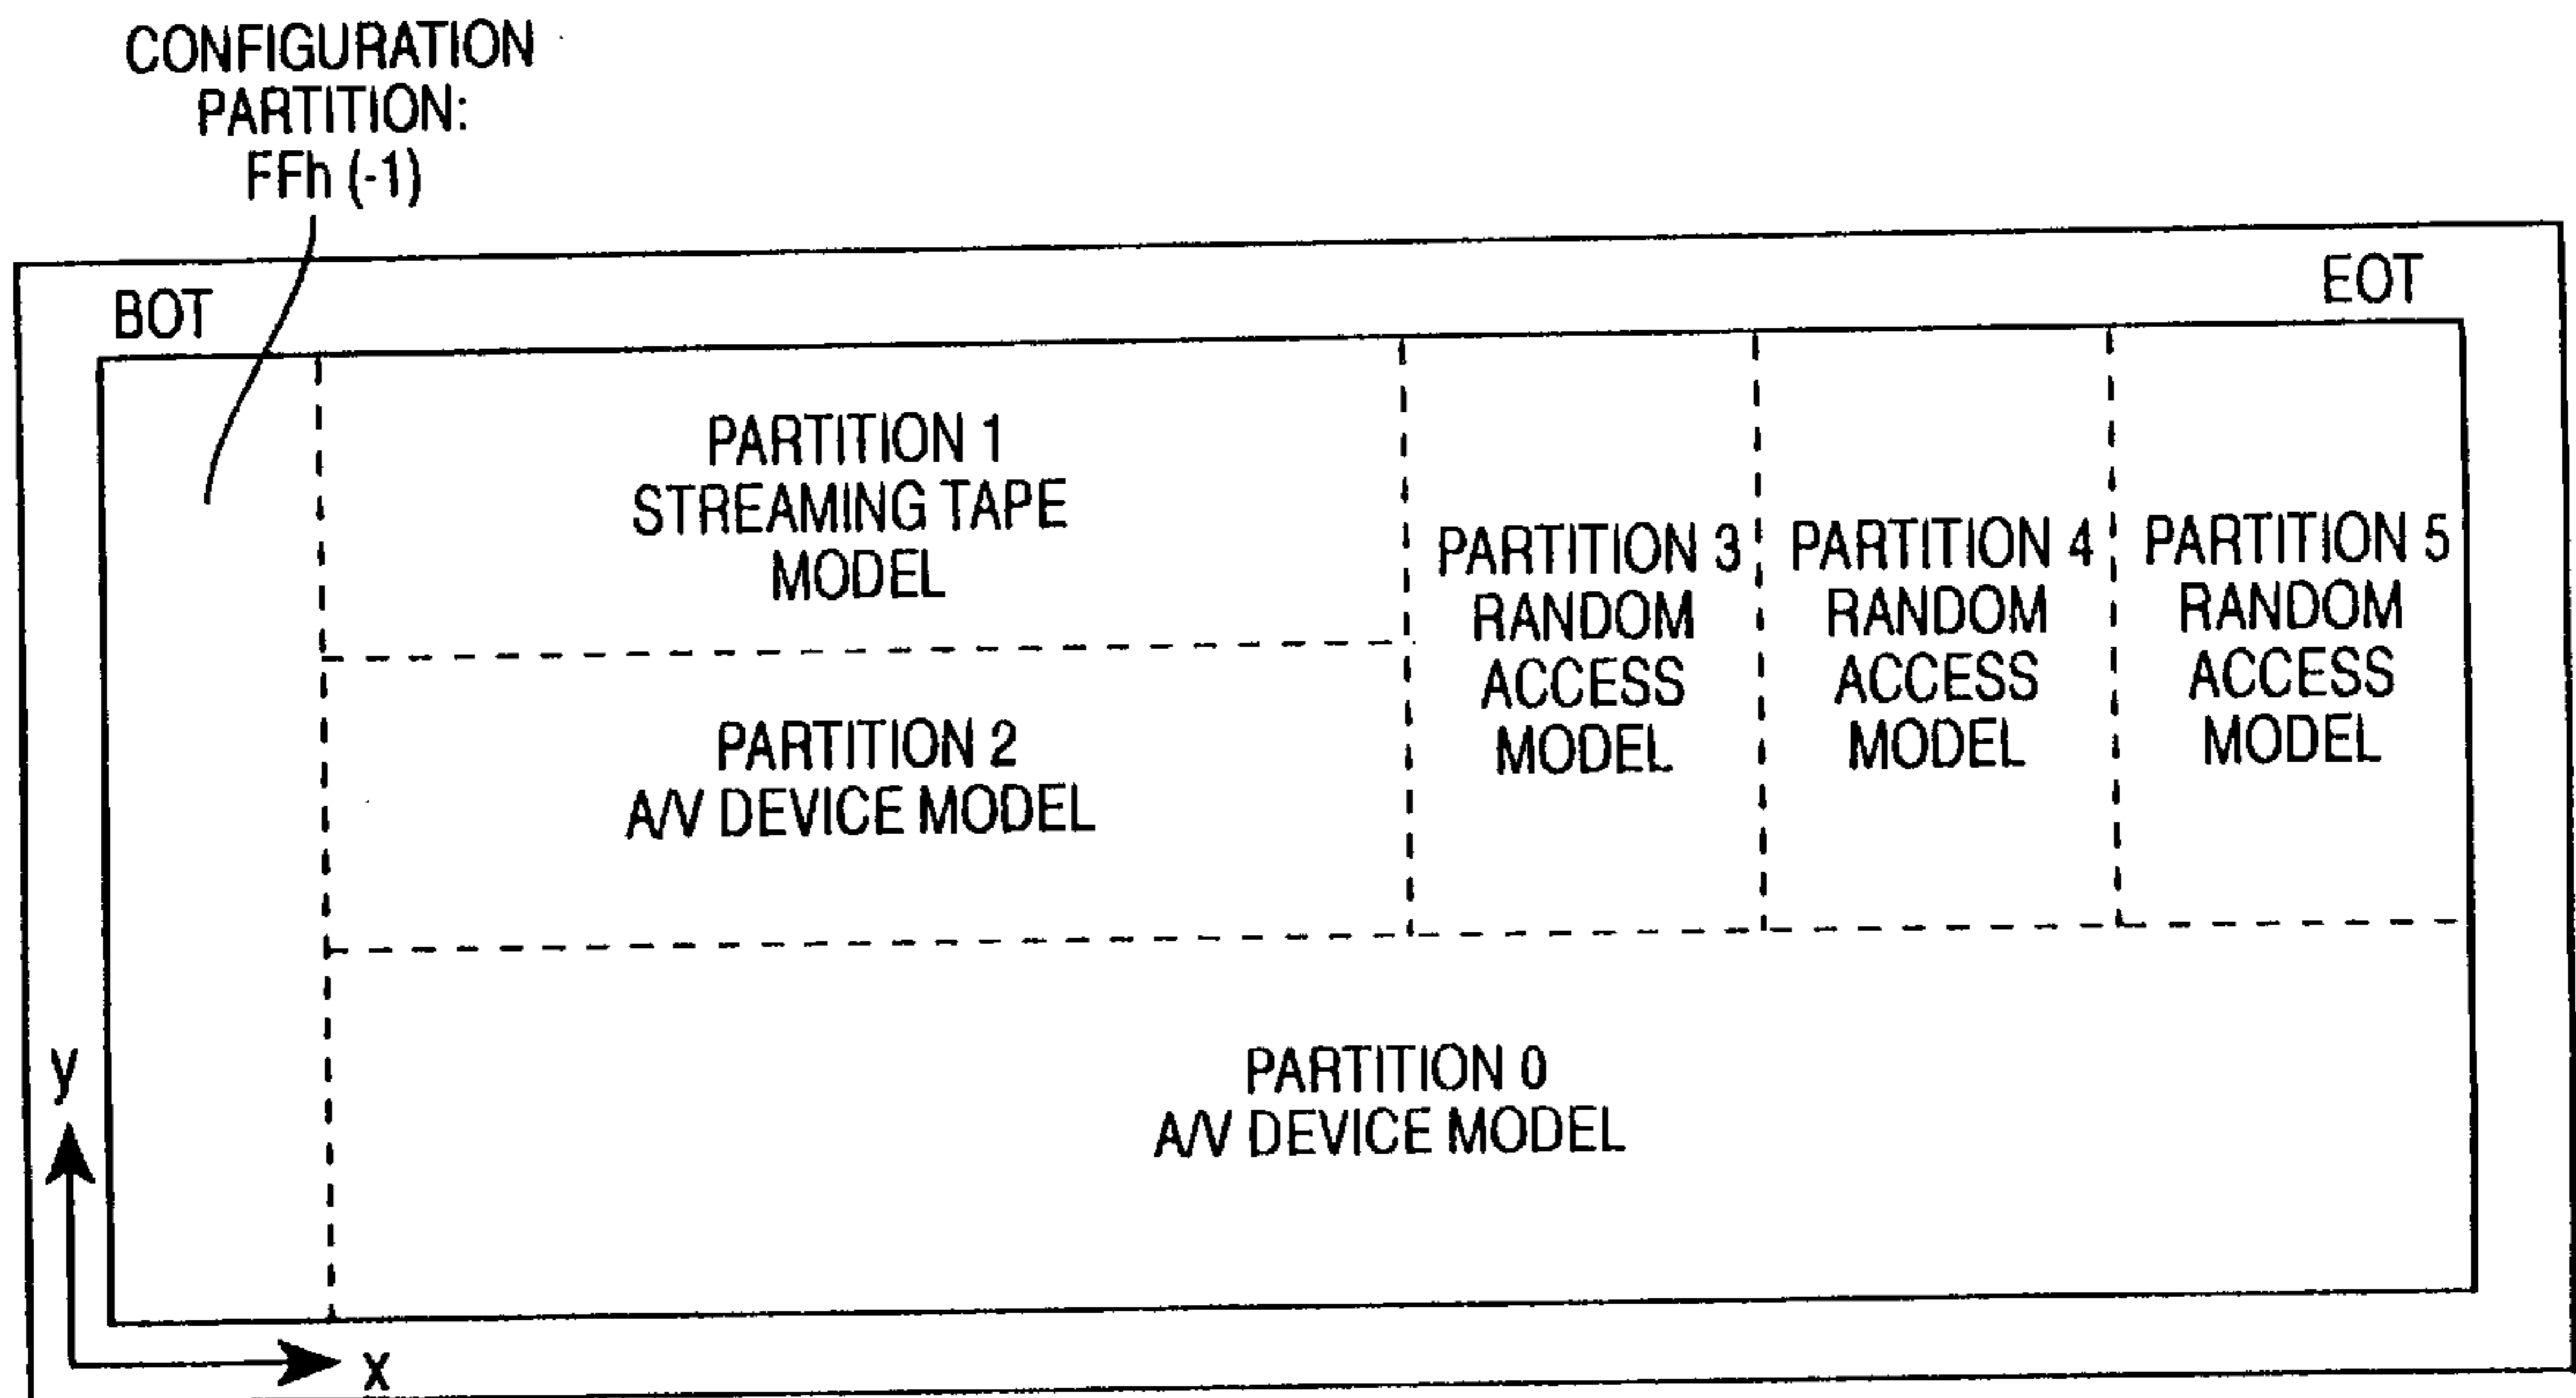 CONFIGURATION
PARTITION:
FFh (-1)
BOT
EOT
PARTITION 1
STREAMING TAPE
MODEL
PARTITION 2
A/V DEVICE MODEL
PARTITION 3
RANDOM
ACCESS
MODEL
PARTITION 4
RANDOM
ACCESS
MODEL
PARTITION 5
RANDOM
ACCESS
MODEL
PARTITION 0
A/V DEVICE MODEL
y
x